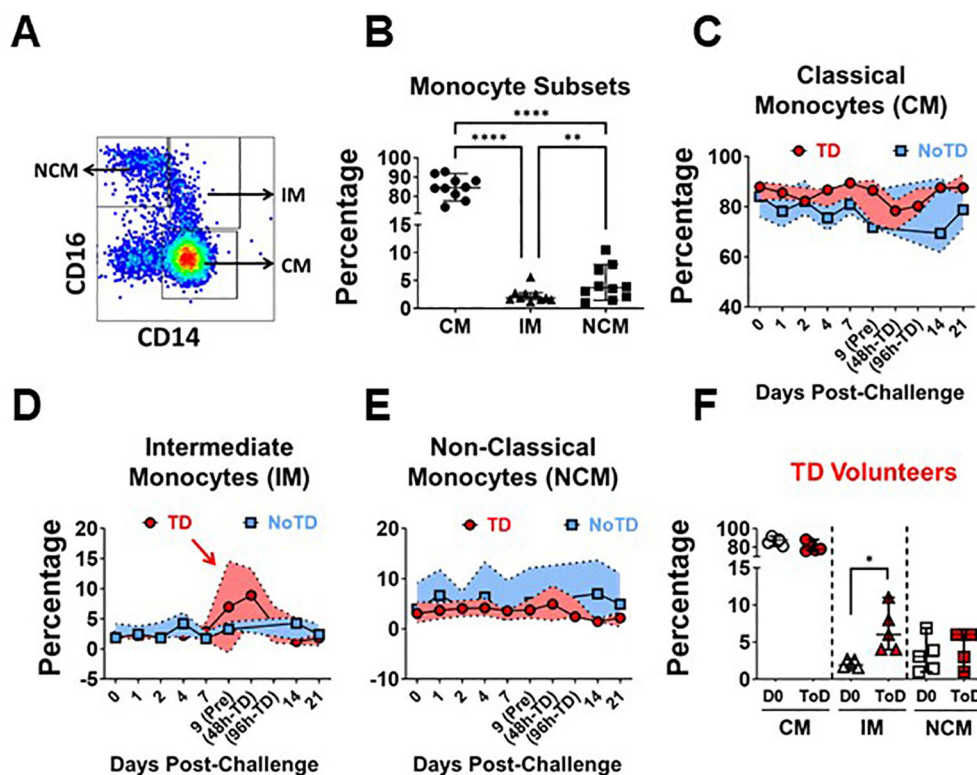 A
NCM
IM
CM
CD16
CD14
B
Monocyte Subsets
****
**** **
Percentage
100
90
80
70
15
10
5
0
CM IM NCM
C
Classical
Monocytes (CM)
TD NoTD
Percentage
100
80
60
40
0 1 2 4 7 9 (Pre) (48h-TD) (96h-TD) 14 21
Days Post-Challenge
D
Intermediate
Monocytes (IM)
TD NoTD
Percentage
20
15
10
5
0
-5
0 1 2 4 7 9 (Pre) (48h-TD) (96h-TD) 14 21
Days Post-Challenge
E
Non-Classical
Monocytes (NCM)
TD NoTD
Percentage
20
10
0
-10
0 1 2 4 7 9 (Pre) (48h-TD) (96h-TD) 14 21
Days Post-Challenge
F
TD Volunteers
Percentage
100
80
15
10
5
0
*
D0 ToD D0 ToD D0 ToD
CM IM NCM